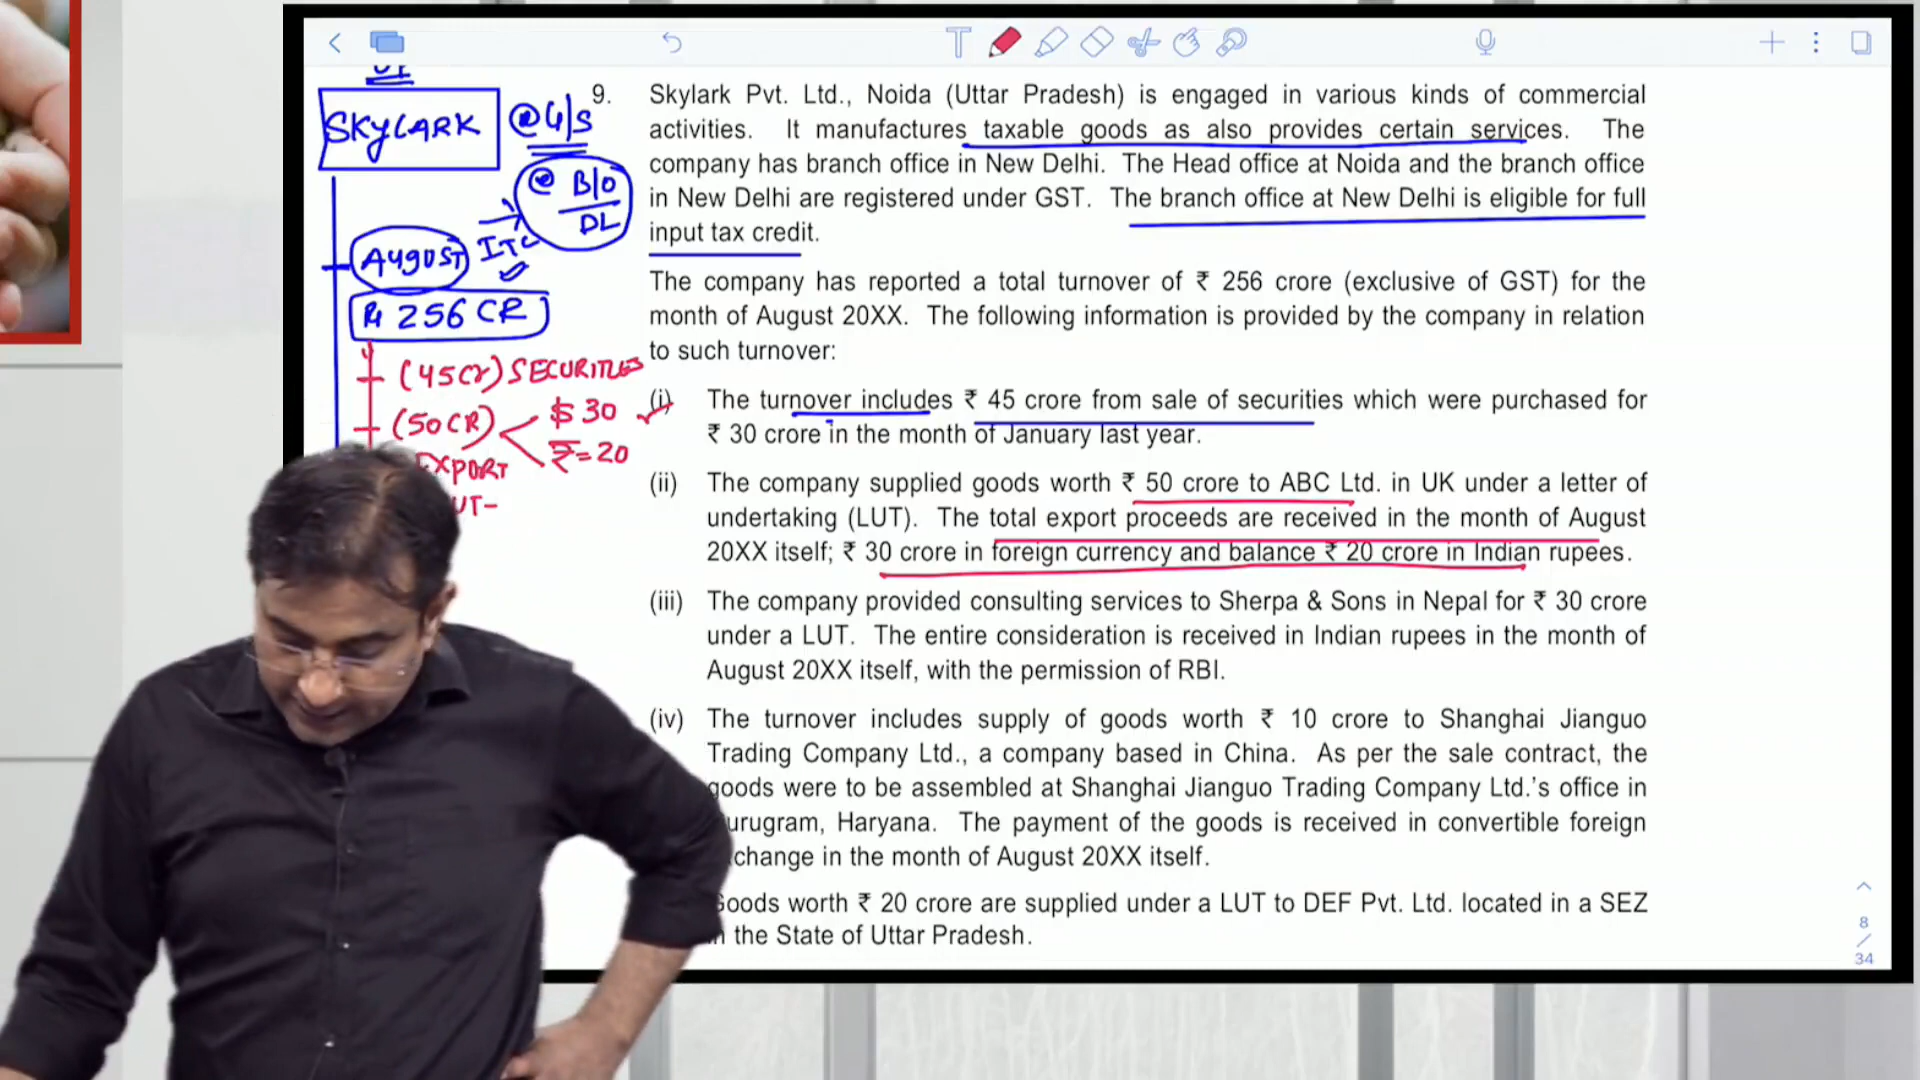 SKYLARK
@ G/S
@ B/O
DL
ITC
AUGUST
256 CR
(45Cr) SECURITIES
(50CR)
$ 30
₹=20
EXPORT
UT-
9.
Skylark Pvt. Ltd., Noida (Uttar Pradesh) is engaged in various kinds of commercial
activities. It manufactures taxable goods as also provides certain services. The
company has branch office in New Delhi. The Head office at Noida and the branch office
in New Delhi are registered under GST. The branch office at New Delhi is eligible for full
input tax credit.
The company has reported a total turnover of ₹ 256 crore (exclusive of GST) for the
month of August 20XX. The following information is provided by the company in relation
to such turnover:
(i) The turnover includes ₹ 45 crore from sale of securities which were purchased for
₹ 30 crore in the month of January last year.
(ii) The company supplied goods worth ₹ 50 crore to ABC Ltd. in UK under a letter of
undertaking (LUT). The total export proceeds are received in the month of August
20XX itself; ₹ 30 crore in foreign currency and balance ₹ 20 crore in Indian rupees.
(iii) The company provided consulting services to Sherpa & Sons in Nepal for ₹ 30 crore
under a LUT. The entire consideration is received in Indian rupees in the month of
August 20XX itself, with the permission of RBI.
(iv) The turnover includes supply of goods worth ₹ 10 crore to Shanghai Jianguo
Trading Company Ltd., a company based in China. As per the sale contract, the
goods were to be assembled at Shanghai Jianguo Trading Company Ltd.'s office in
urugram, Haryana. The payment of the goods is received in convertible foreign
change in the month of August 20XX itself.
Goods worth ₹ 20 crore are supplied under a LUT to DEF Pvt. Ltd. located in a SEZ
the State of Uttar Pradesh.
8
/
34